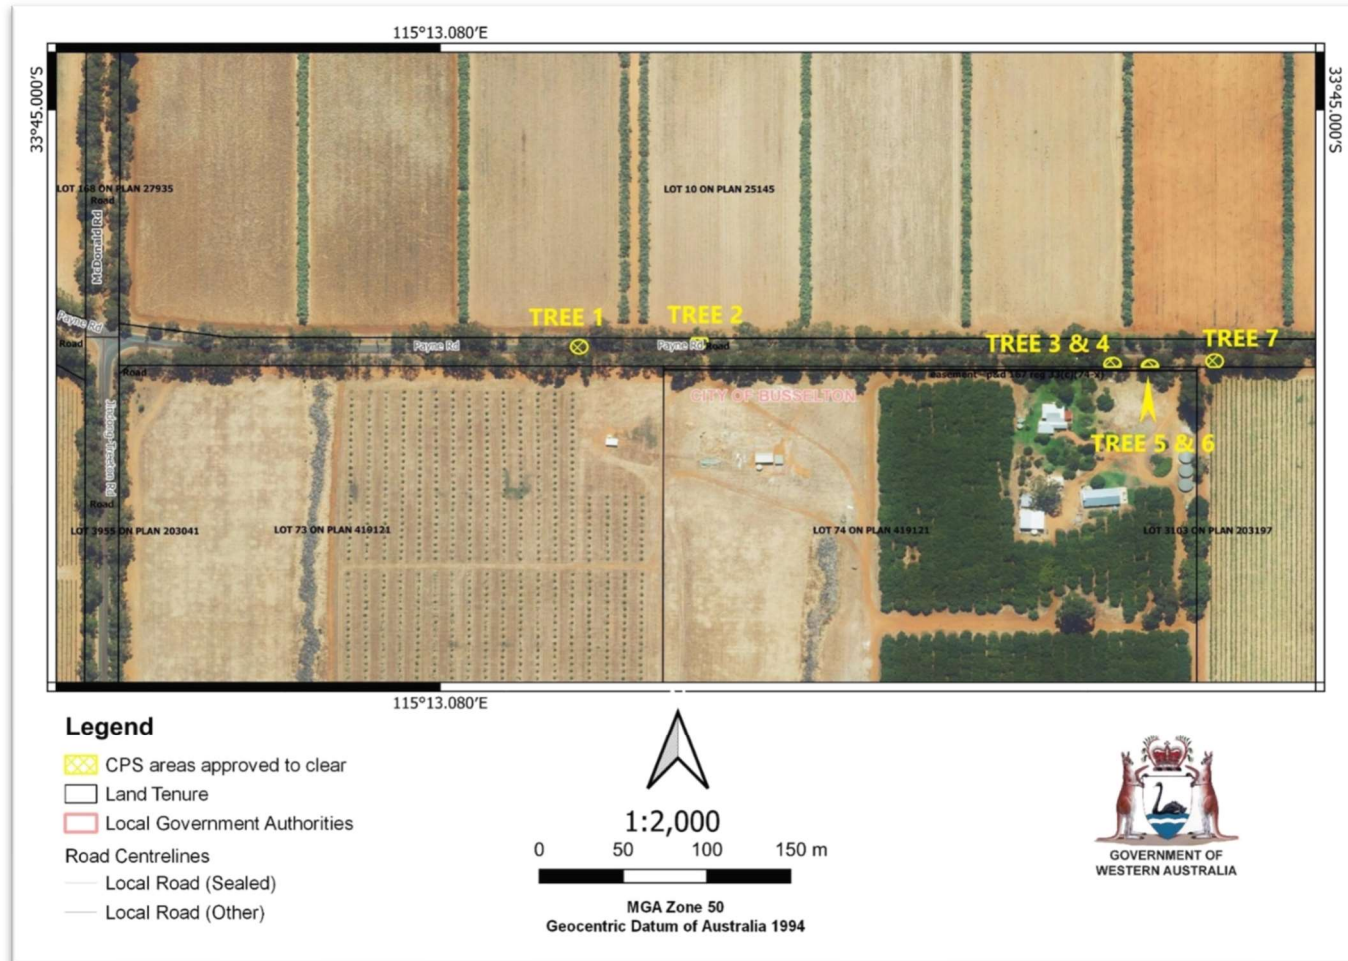 115°13.080'E
33°45.000'S
33°45.000'S
LOT 168 ON PLAN 27935
Road
LOT 10 ON PLAN 25145
McDonald Rd
TREE 1
TREE 2
Payne Rd
Road
Payne Rd
Payne Rd
Road
TREE 3 & 4
TREE 7
Road
CITY OF BUSSELTON
TREE 5 & 6
Road
LOT 3955 ON PLAN 203041
LOT 73 ON PLAN 419121
LOT 74 ON PLAN 419121
LOT 3103 ON PLAN 203197
115°13.080'E
Legend
CPS areas approved to clear
Land Tenure
Local Government Authorities
Road Centrelines
Local Road (Sealed)
Local Road (Other)
1:2,000
0 50 100 150 m
MGA Zone 50
Geocentric Datum of Australia 1994
GOVERNMENT OF
WESTERN AUSTRALIA